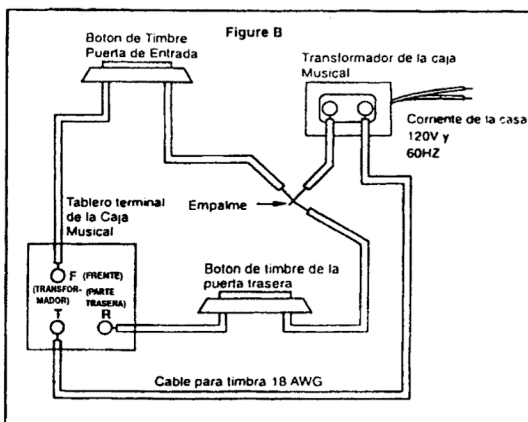 Figure B
Boton de Timbre
Puerta de Entrada
Transformador de la caja
Musical
Corriente de la casa
120V y
60HZ
Empalme
Tablero terminal
de la Caja
Musical
F (FRENTE)
(TRANSFOR-
MADOR)
(PARTE
TRASERA)
T
R
Boton de timbre de la
puerta trasera
Cable para timbra 18 AWG